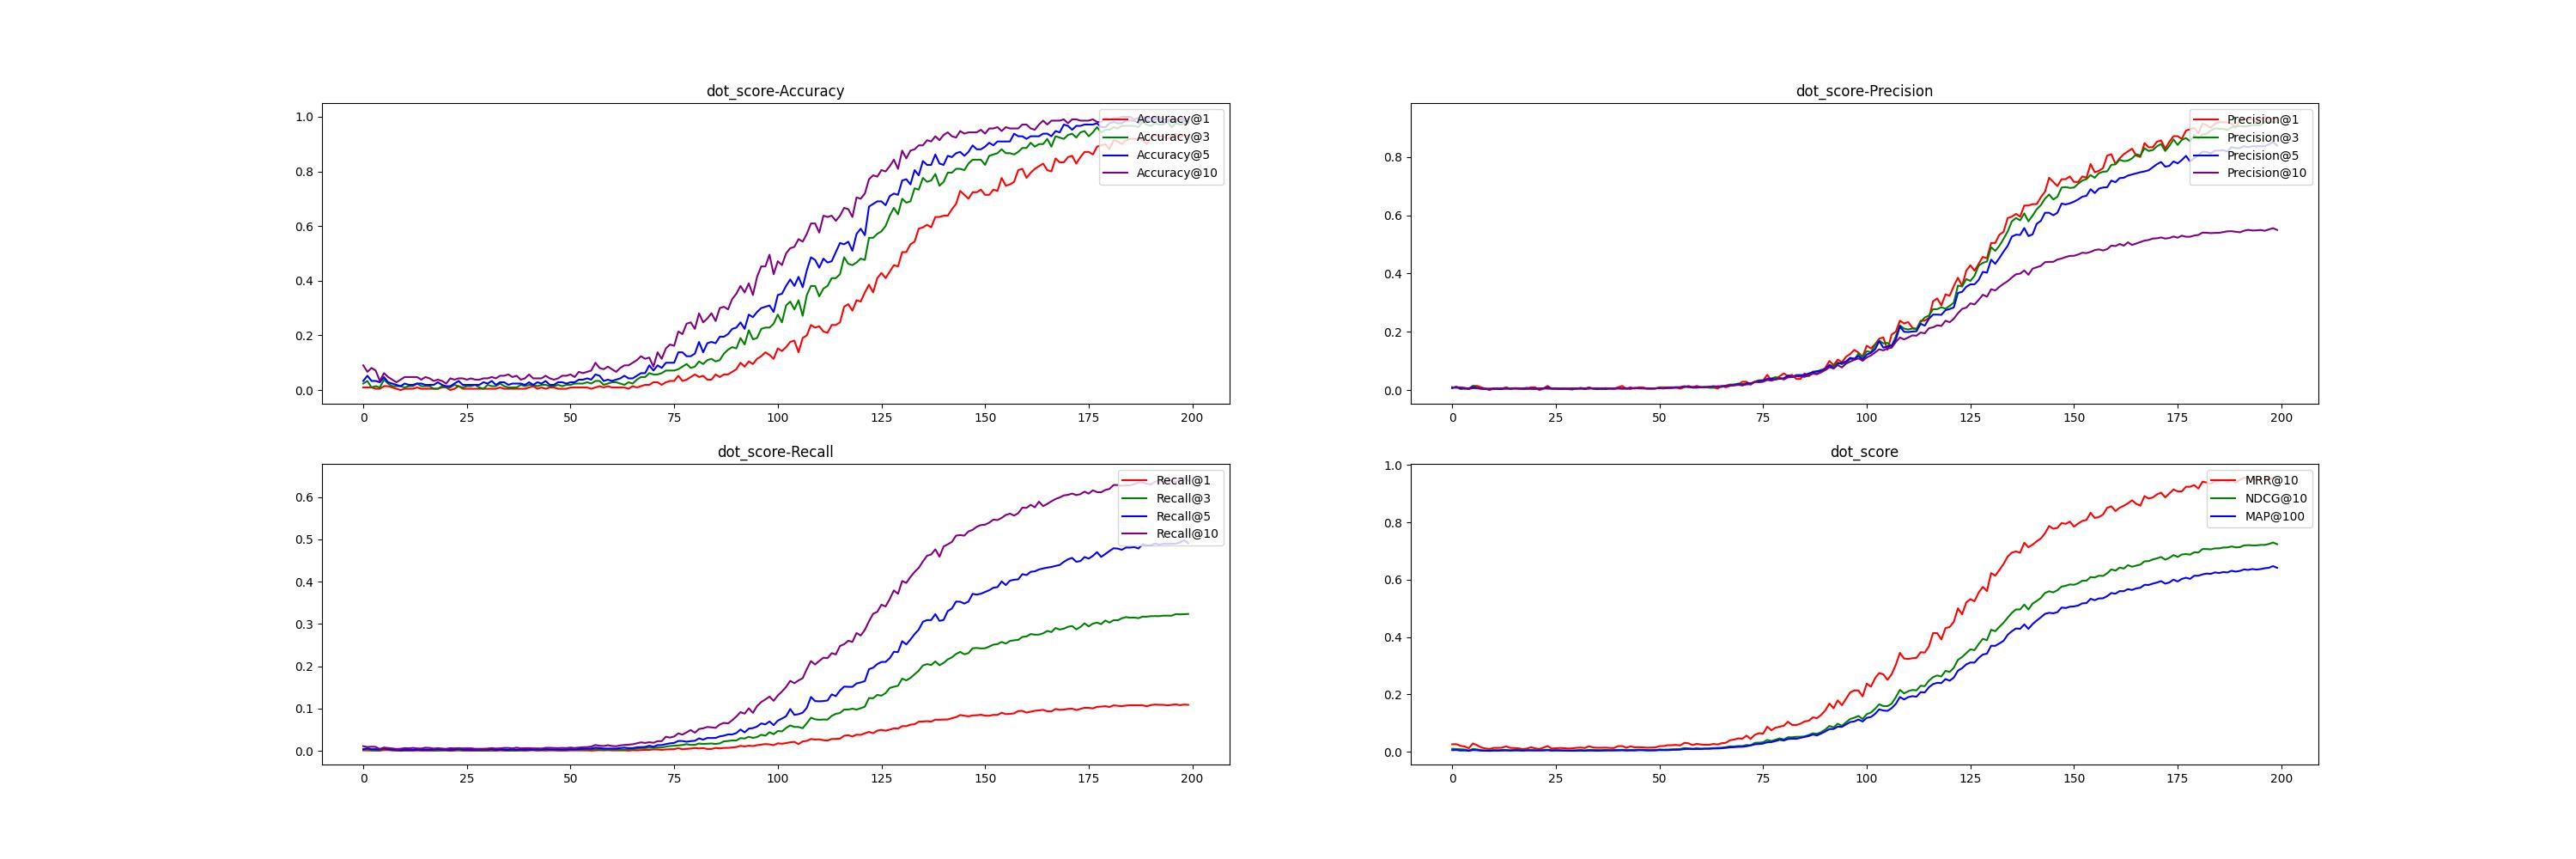 dot_score-Accuracy
1.0
0.8
0.6
0.4
0.2
0.0
0 25 50 75 100 125 150 175 200
Accuracy@1
Accuracy@3
Accuracy@5
Accuracy@10
dot_score-Precision
0.8
0.6
0.4
0.2
0.0
0 25 50 75 100 125 150 175 200
Precision@1
Precision@3
Precision@5
Precision@10
dot_score-Recall
0.6
0.5
0.4
0.3
0.2
0.1
0.0
0 25 50 75 100 125 150 175 200
Recall@1
Recall@3
Recall@5
Recall@10
dot_score
1.0
0.8
0.6
0.4
0.2
0.0
0 25 50 75 100 125 150 175 200
MRR@10
NDCG@10
MAP@100